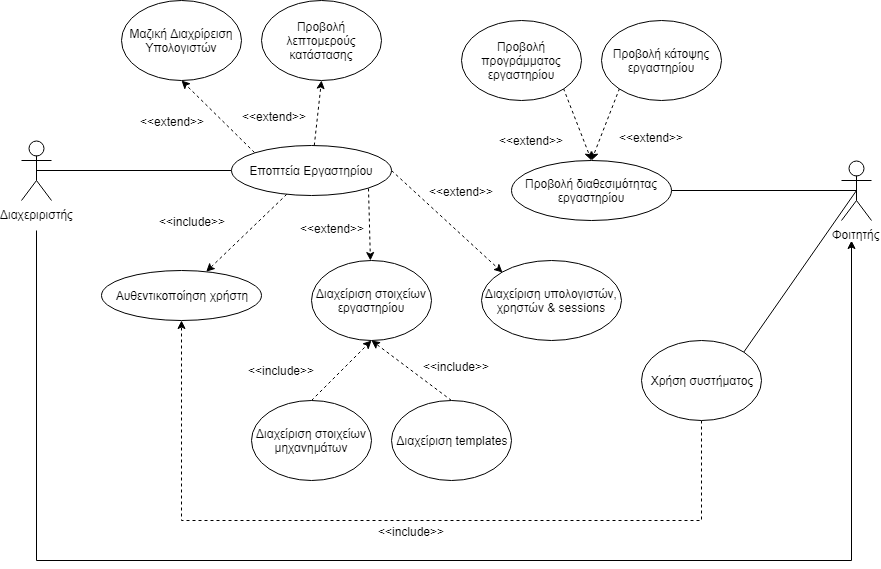 Μαζική Διαχρίρειση
Υπολογιστών
Προβολή
λεπτομερούς
κατάστασης
Προβολή
προγράμματος
εργαστηρίου
Προβολή κάτοψης
εργαστηρίου
<<extend>>
<<extend>>
<<extend>>
<<extend>>
Εποπτεία Εργαστηρίου
Προβολή διαθεσιμότητας
εργαστηρίου
Διαχεριριστής
Φοιτητής
<<include>>
<<extend>>
<<extend>>
Αυθεντικοποίηση χρήστη
Διαχείριση στοιχείων
εργαστηρίου
Διαχείριση υπολογιστών,
χρηστών & sessions
<<include>>
<<include>>
Χρήση συστήματος
Διαχείριση στοιχείων
μηχανημάτων
Διαχείριση templates
<<include>>